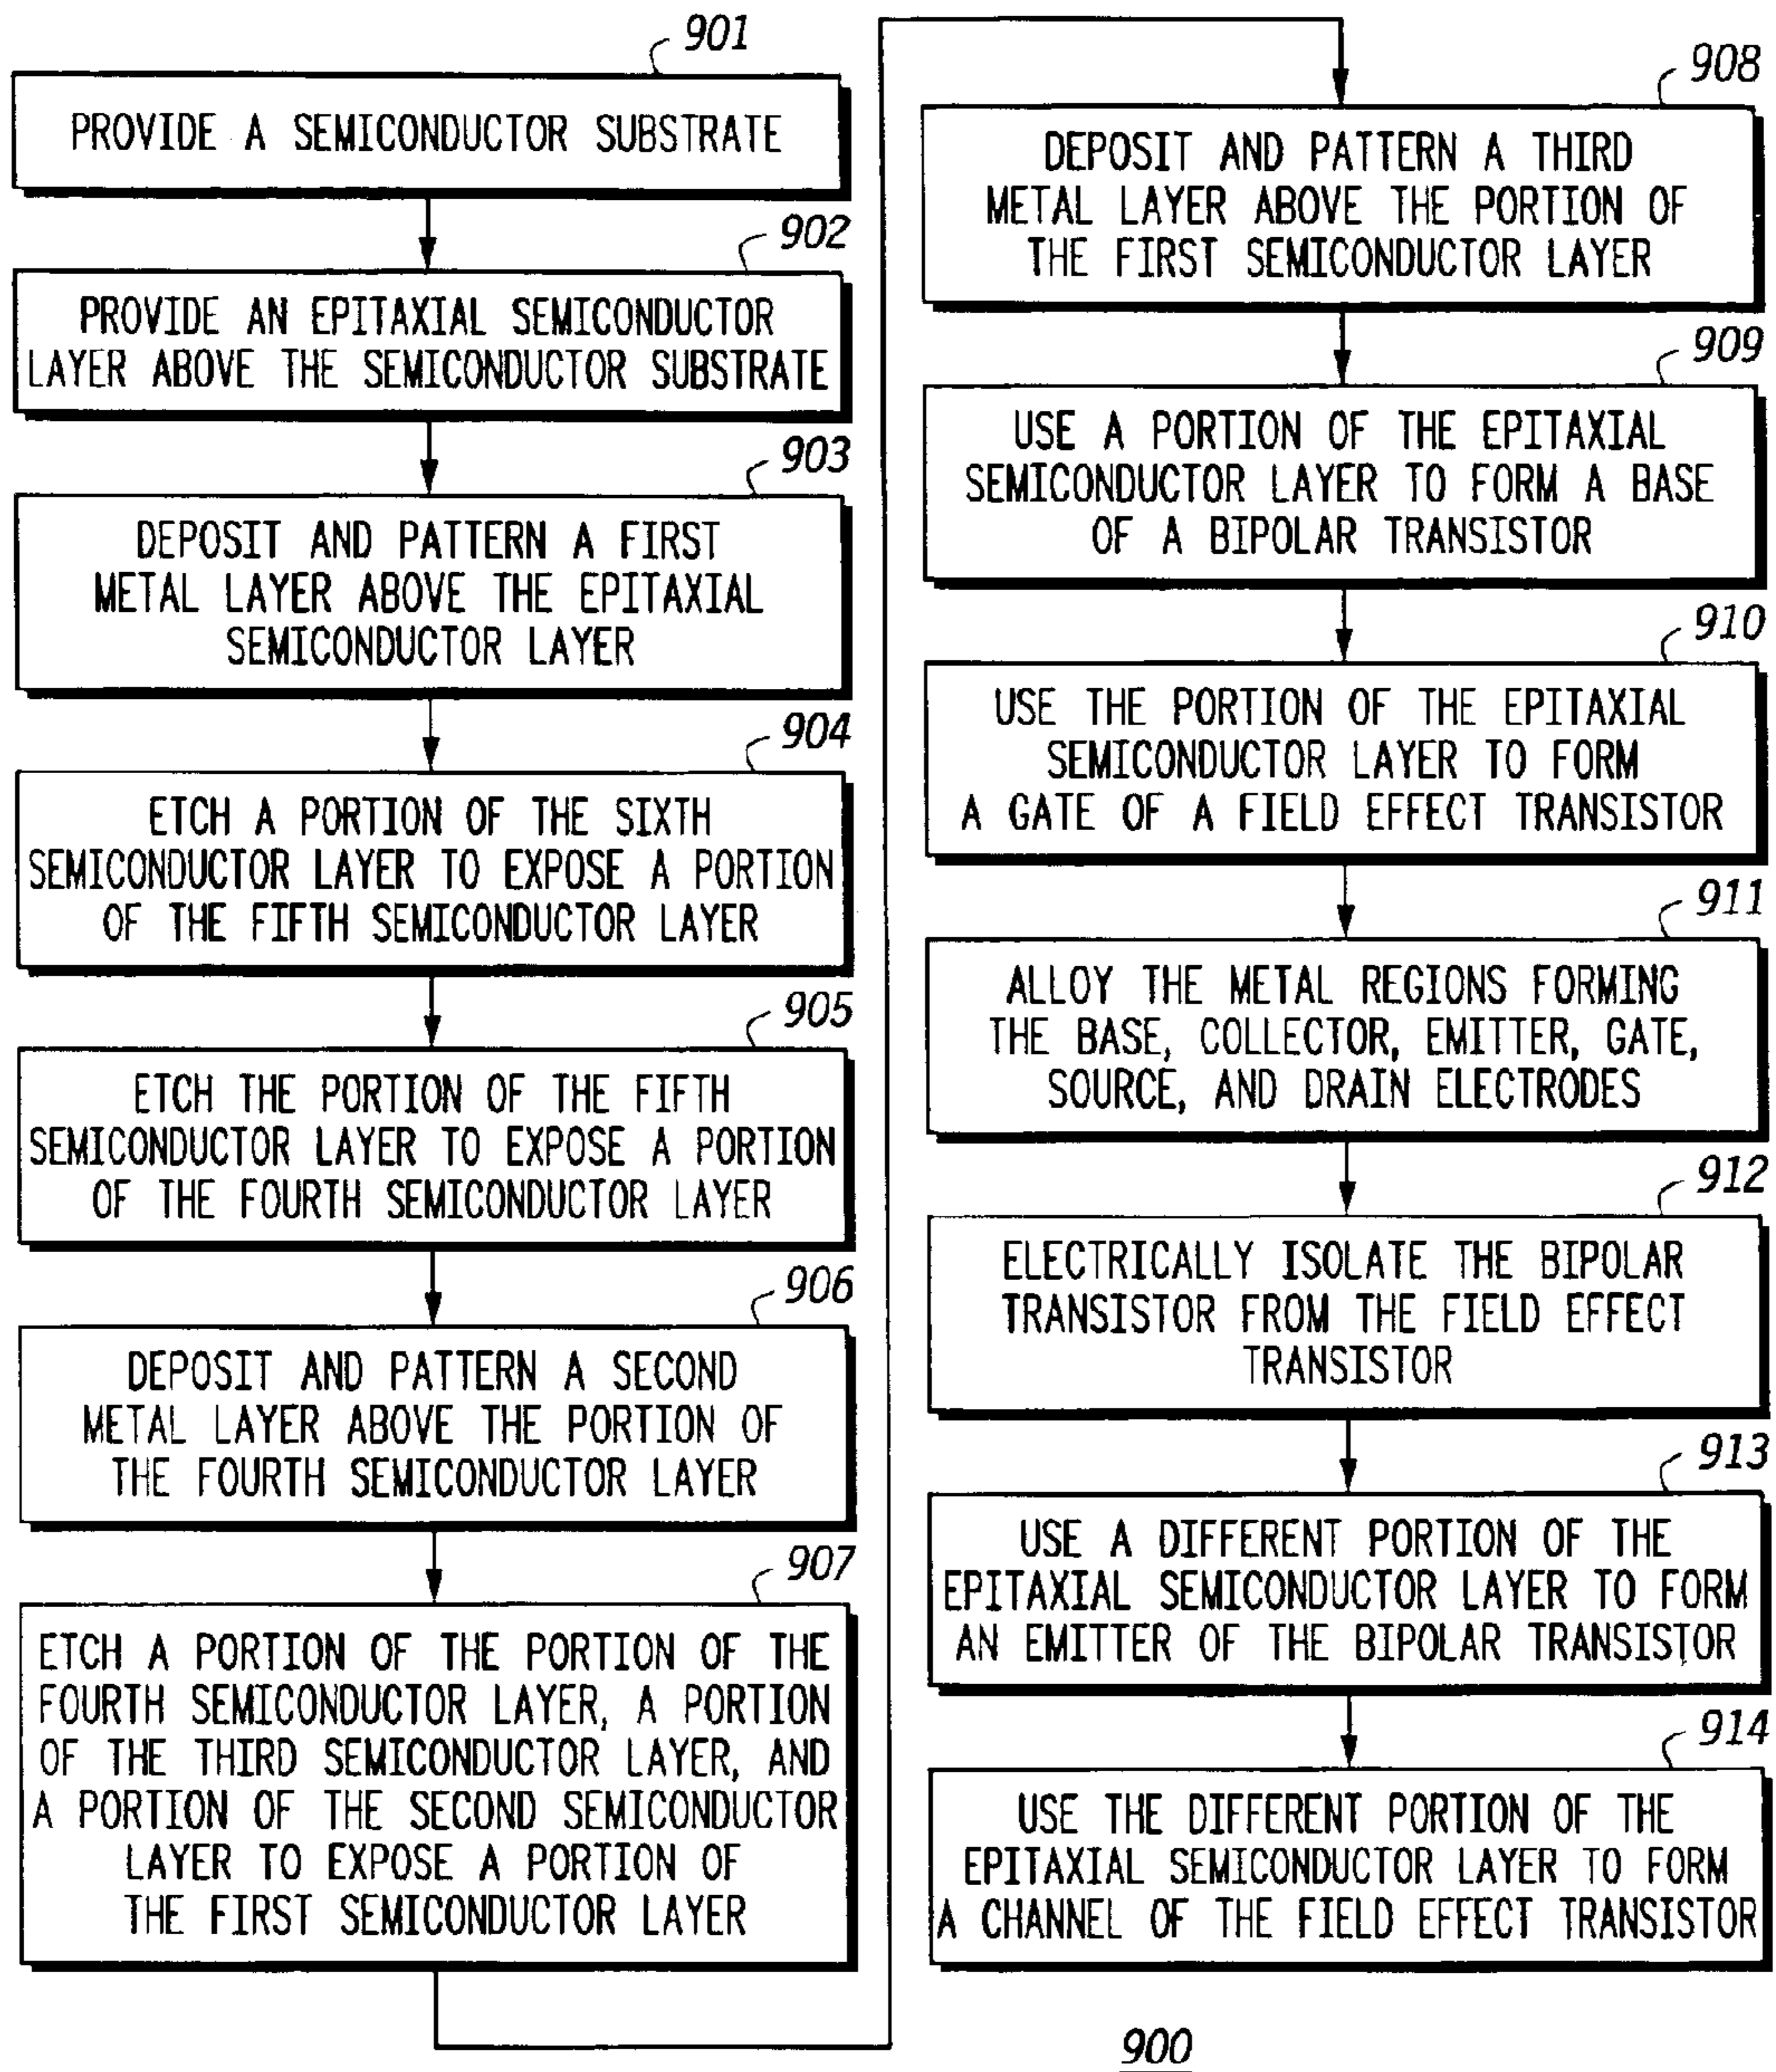 901
PROVIDE A SEMICONDUCTOR SUBSTRATE
902
PROVIDE AN EPITAXIAL SEMICONDUCTOR
LAYER ABOVE THE SEMICONDUCTOR SUBSTRATE
903
DEPOSIT AND PATTERN A FIRST
METAL LAYER ABOVE THE EPITAXIAL
SEMICONDUCTOR LAYER
904
ETCH A PORTION OF THE SIXTH
SEMICONDUCTOR LAYER TO EXPOSE A PORTION
OF THE FIFTH SEMICONDUCTOR LAYER
905
ETCH THE PORTION OF THE FIFTH
SEMICONDUCTOR LAYER TO EXPOSE A PORTION
OF THE FOURTH SEMICONDUCTOR LAYER
906
DEPOSIT AND PATTERN A SECOND
METAL LAYER ABOVE THE PORTION OF
THE FOURTH SEMICONDUCTOR LAYER
907
ETCH A PORTION OF THE PORTION OF THE
FOURTH SEMICONDUCTOR LAYER, A PORTION
OF THE THIRD SEMICONDUCTOR LAYER, AND
A PORTION OF THE SECOND SEMICONDUCTOR
LAYER TO EXPOSE A PORTION OF
THE FIRST SEMICONDUCTOR LAYER
908
DEPOSIT AND PATTERN A THIRD
METAL LAYER ABOVE THE PORTION OF
THE FIRST SEMICONDUCTOR LAYER
909
USE A PORTION OF THE EPITAXIAL
SEMICONDUCTOR LAYER TO FORM A BASE
OF A BIPOLAR TRANSISTOR
910
USE THE PORTION OF THE EPITAXIAL
SEMICONDUCTOR LAYER TO FORM
A GATE OF A FIELD EFFECT TRANSISTOR
911
ALLOY THE METAL REGIONS FORMING
THE BASE, COLLECTOR, EMITTER, GATE,
SOURCE, AND DRAIN ELECTRODES
912
ELECTRICALLY ISOLATE THE BIPOLAR
TRANSISTOR FROM THE FIELD EFFECT
TRANSISTOR
913
USE A DIFFERENT PORTION OF THE
EPITAXIAL SEMICONDUCTOR LAYER TO FORM
AN EMITTER OF THE BIPOLAR TRANSISTOR
914
USE THE DIFFERENT PORTION OF THE
EPITAXIAL SEMICONDUCTOR LAYER TO FORM
A CHANNEL OF THE FIELD EFFECT TRANSISTOR
900